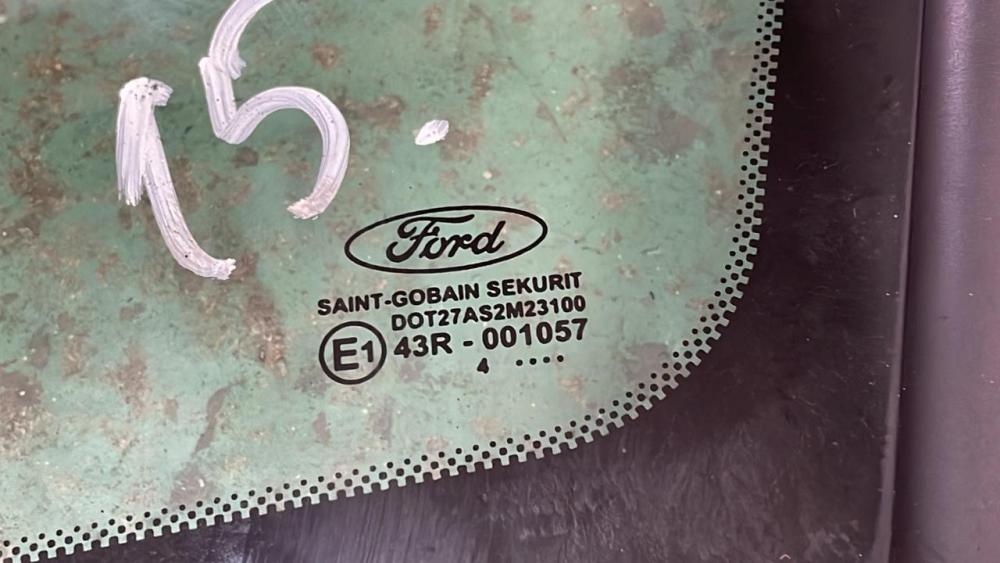 15
Ford
SAINT-GOBAIN SEKURIT
DOT27AS2M23100
E1 43R - 001057
4 ····